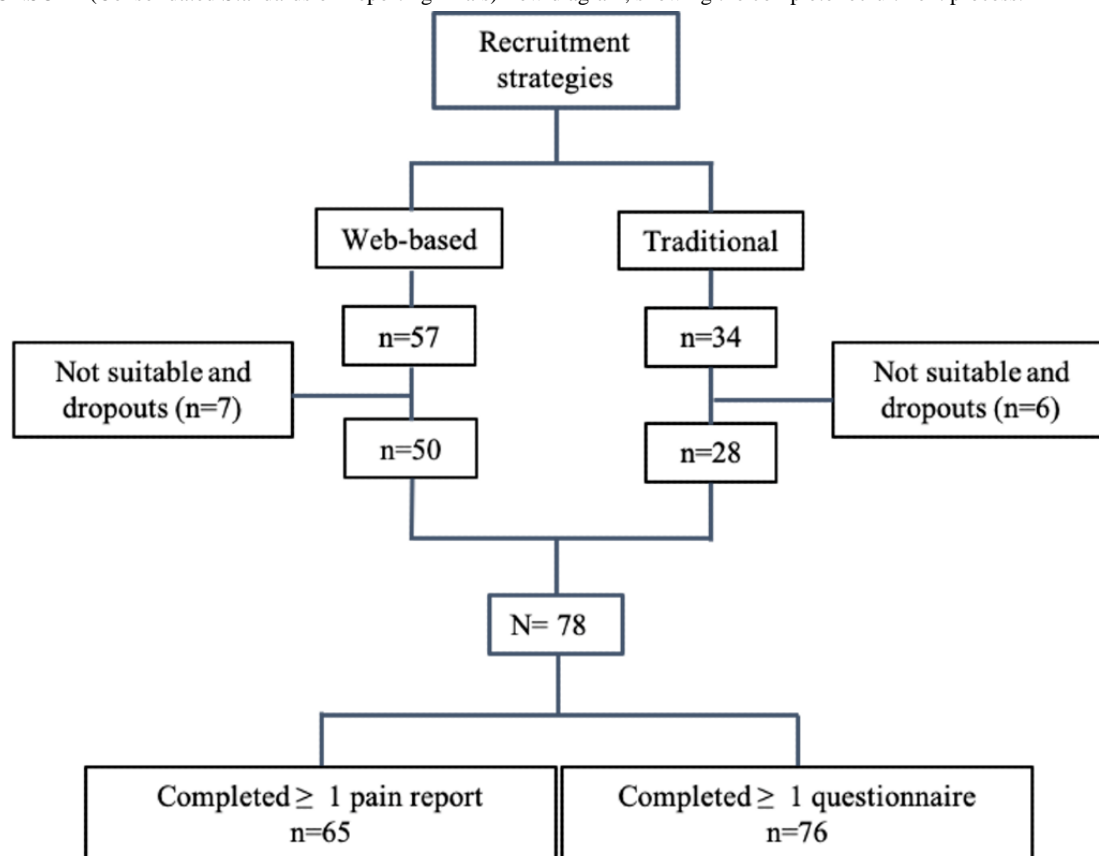 Recruitment
strategies
Web-based
Traditional
n=57
n=34
Not suitable and
dropouts (n=7)
Not suitable and
dropouts (n=6)
n=50
n=28
N= 78
Completed ≥ 1 pain report
n=65
Completed ≥ 1 questionnaire
n=76